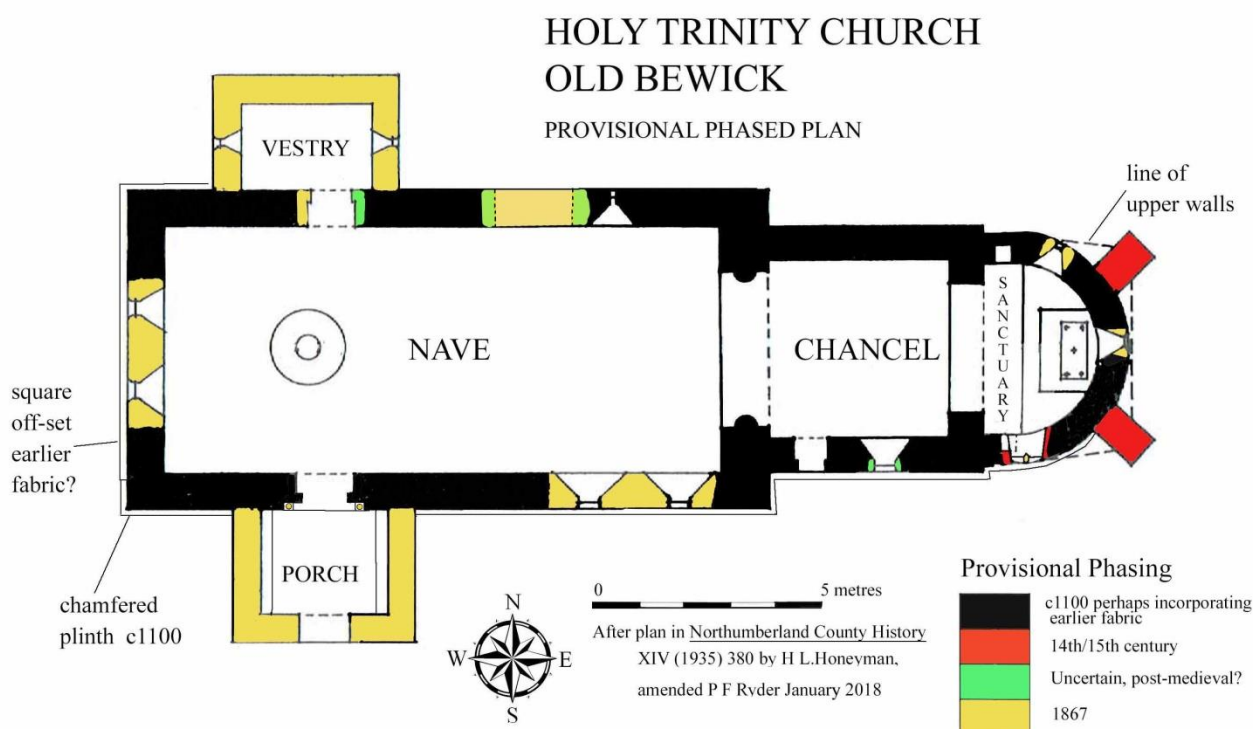 HOLY TRINITY CHURCH
OLD BEWICK
PROVISIONAL PHASED PLAN
VESTRY
line of
upper walls
NAVE
CHANCEL
SANCTUARY
square
off-set
earlier
fabric?
PORCH
chamfered
plinth c1100
N
W
E
S
0
5 metres
After plan in Northumberland County History
XIV (1935) 380 by H L.Honeyman,
amended P F Ryder January 2018
Provisional Phasing
c1100 perhaps incorporating
earlier fabric
14th/15th century
Uncertain, post-medieval?
1867